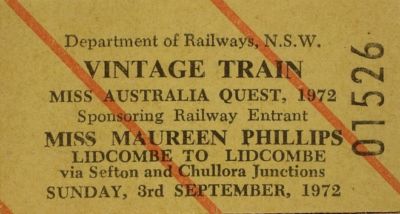 Department of Railways, N.S.W.
VINTAGE TRAIN
MISS AUSTRALIA QUEST, 1972
Sponsoring Railway Entrant
MISS MAUREEN PHILLIPS
LIDCOMBE TO LIDCOMBE
via Sefton and Chullora Junctions
SUNDAY, 3rd SEPTEMBER, 1972
01526